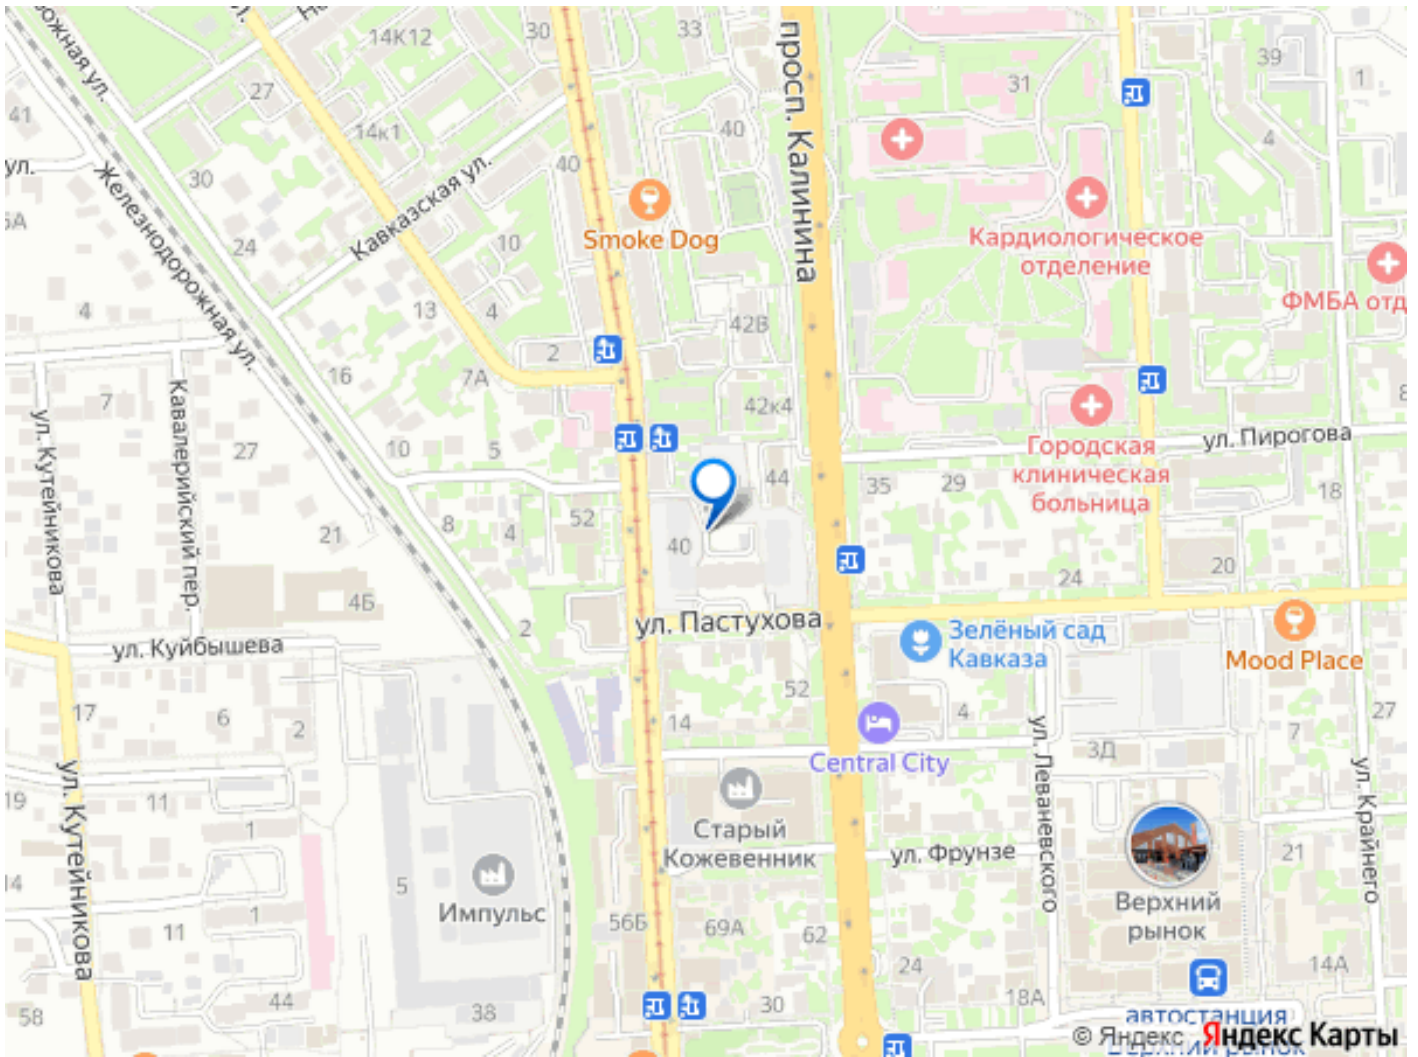 14К12
30
33
39
1
31
27
41
ул.
14к1
40
40
4
просп. Калинина
30
Железнодорожная ул.
Кавказская ул.
24
10
Smoke Dog
Кардиологическое
отделение
ФМБА отд
4
13
4
42В
2
16
7А
7
42к4
Кавалерийский пер.
ул. Кутейникова
27
10
5
44
35
29
Городская
клиническая
больница
ул. Пирогова
18
21
8
4
52
40
24
20
4Б
2
ул. Пастухова
ул. Куйбышева
Зелёный сад
Кавказа
Mood Place
52
17
6
2
14
4
7
27
3Д
Central City
ул. Леваневского
ул. Крайнего
19
11
1
ул. Кутейникова
Старый
Кожевенник
ул. Фрунзе
21
5
Импульс
14
1
11
56Б
69А
62
Верхний
рынок
24
14А
58
44
38
30
18А
автостанция
Верхний рынок
© Яндекс Яндекс Карты